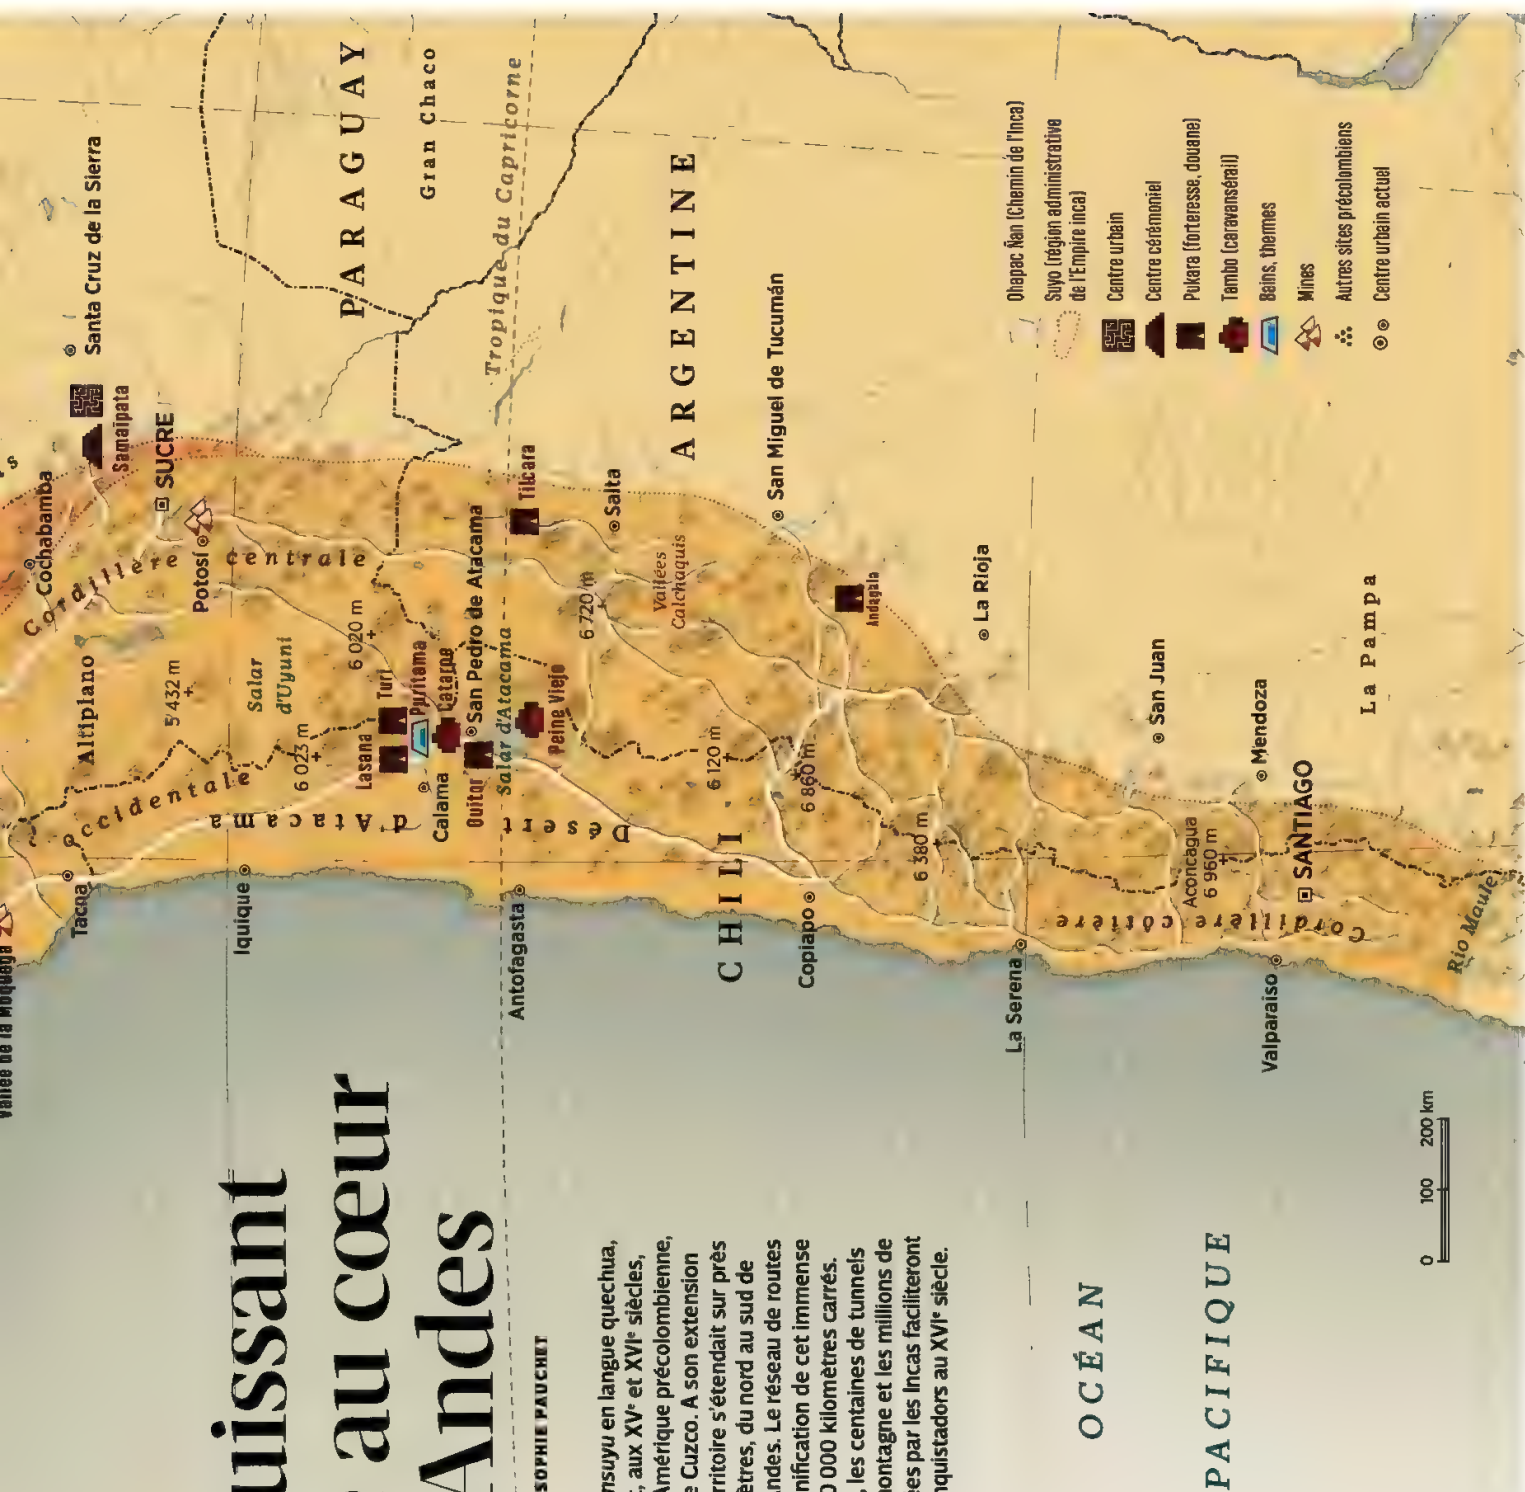 uissant
au cœur
Andes
SOPHIE PAUCHET
nsuyu en langue quechua,
, aux XVᵉ et XVIᵉ siècles,
Amérique précolombienne,
e Cuzco. A son extension
rritoire s'étendait sur près
ètres, du nord au sud de
ndes. Le réseau de routes
nification de cet immense
0 000 kilomètres carrés.
, les centaines de tunnels
montagne et les millions de
ées par les Incas faciliteront
nquistadors au XVIᵉ siècle.
OCÉAN
PACIFIQUE
0 100 200 km
Vallée de la Moquegua
Tacna
Iquique
Antofagasta
CHILI
Copiapo
La Serena
Valparaiso
Rio Maule
Cordillère côtière
Désert d'Atacama
occidentale
Altiplano
5 432 m
6 023 m
Salar
d'Uyuni
6 020 m
Lasana
Turi
Puritama
Catarpe
Calama
San Pedro de Atacama
Quitor
Salar d'Atacama
Peine Viejo
6 720 m
6 120 m
6 860 m
6 380 m
Aconcagua
6 960 m
SANTIAGO
Cochabamba
Cordillère centrale
Samaipata
SUCRE
Potosí
Santa Cruz de la Sierra
Tilcara
Salta
Vallées
Calchaquis
San Miguel de Tucumán
Andagala
La Rioja
San Juan
Mendoza
La Pampa
PARAGUAY
Gran Chaco
Tropique du Capricorne
ARGENTINE
Qhapac Ñan (Chemin de l'Inca)
Suyo (région administrative
de l'Empire inca)
Centre urbain
Centre cérémoniel
Pukara (forteresse, douane)
Tambo (caravansérail)
Bains, thermes
Mines
Autres sites précolombiens
Centre urbain actuel